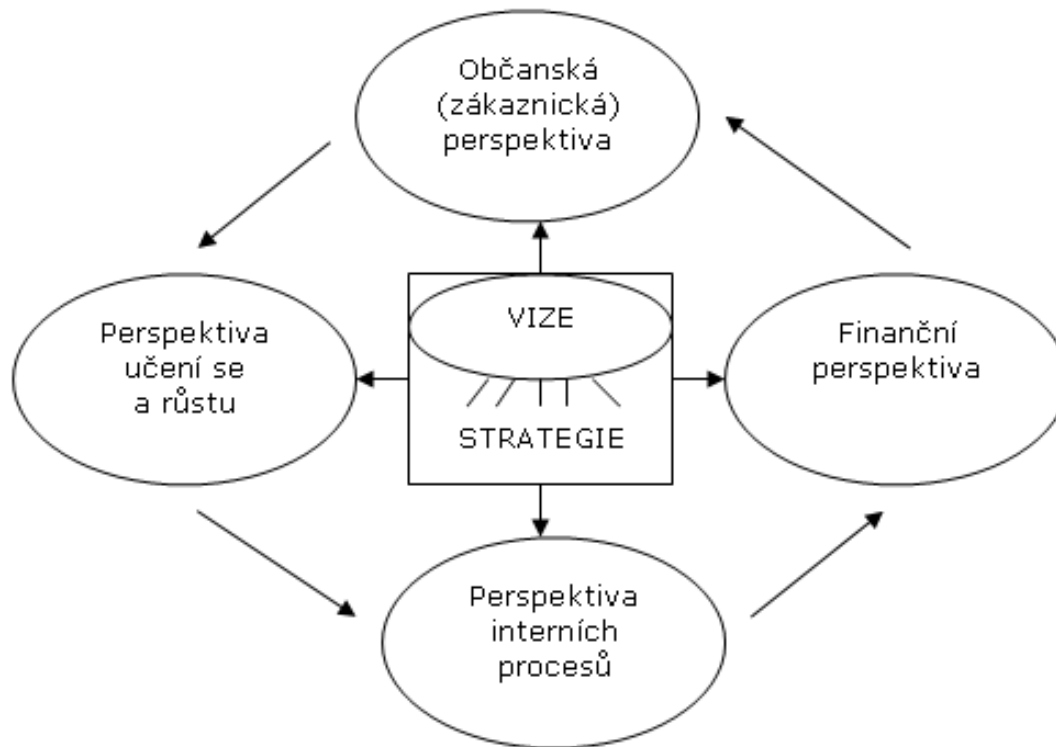 Občanská
(zákaznická)
perspektiva
Perspektiva
učení se
a růstu
VIZE
STRATEGIE
Finanční
perspektiva
Perspektiva
interních
procesů